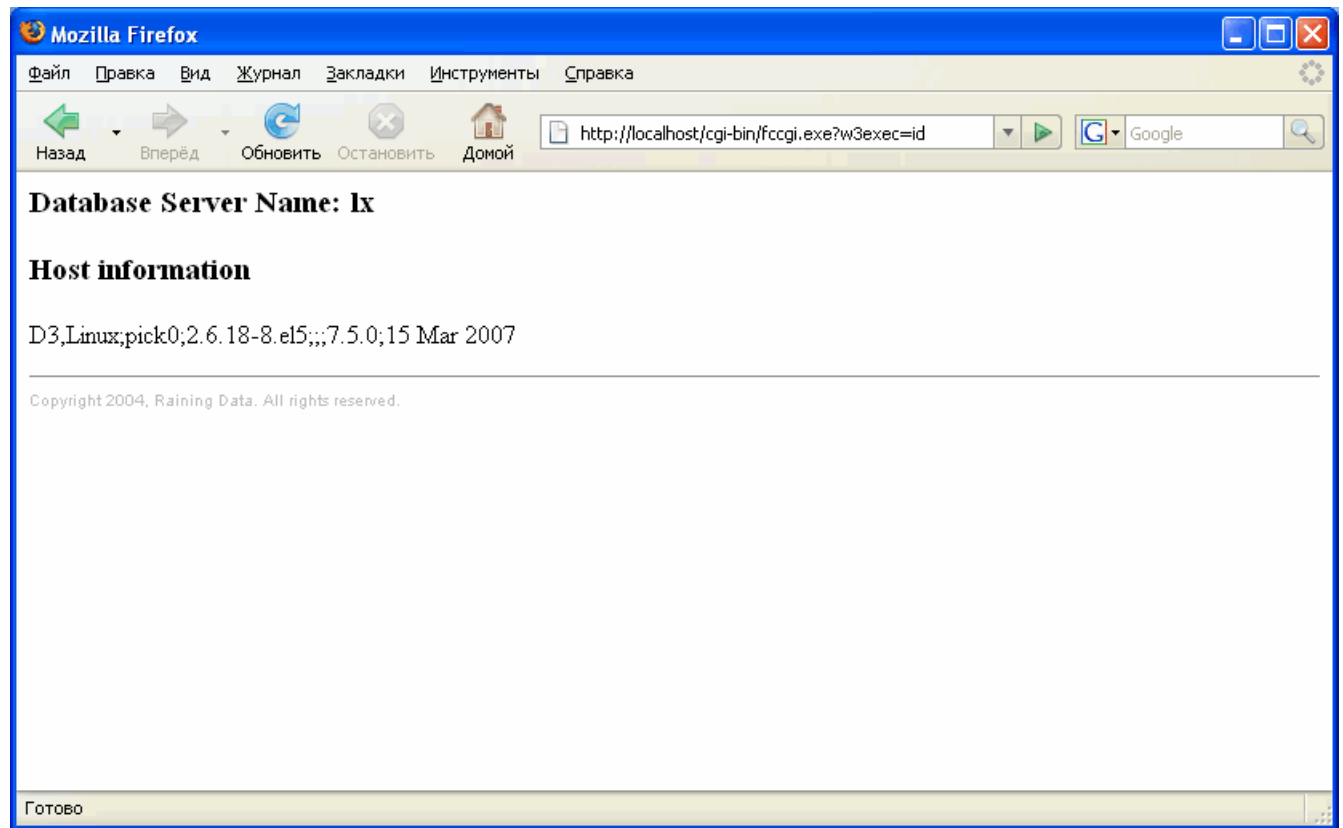 Mozilla Firefox
Файл Правка Вид Журнал Закладки Инструменты Справка
Назад Вперёд Обновить Остановить Домой http://localhost/cgi-bin/fccgi.exe?w3exec=id G Google
Database Server Name: lx
Host information
D3,Linux;pick0;2.6.18-8.el5;;;7.5.0;15 Mar 2007
Copyright 2004, Raining Data. All rights reserved.
Готово